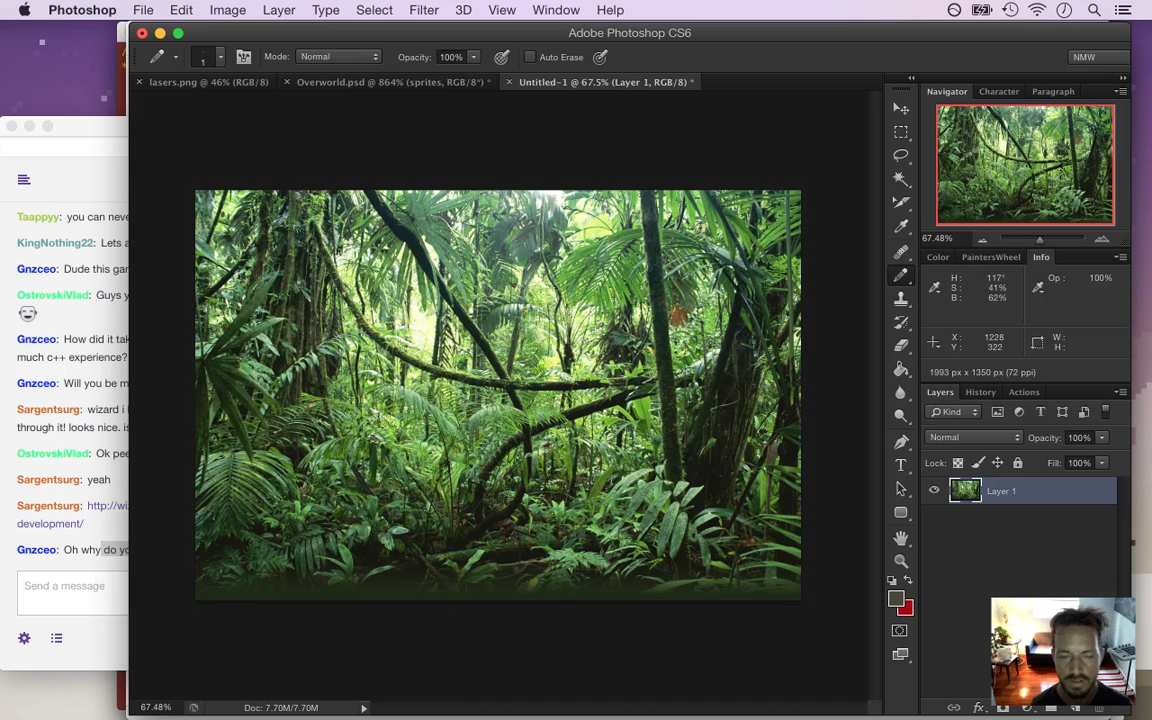 Photoshop File Edit Image Layer Type Select Filter 3D View Window Help
Adobe Photoshop CS6
1 Mode: Normal Opacity: 100% Auto Erase NMW
lasers.png @ 46% (RGB/8) Overworld.psd @ 864% (sprites, RGB/8*) * Untitled-1 @ 67.5% (Layer 1, RGB/8) *
Navigator Character Paragraph
67.48%
Color PaintersWheel Info
H: 117°
S: 41%
B: 62%
Op: 100%
X: 1228
Y: 322
W:
H:
1993 px x 1350 px (72 ppi)
Layers History Actions
Kind
Normal Opacity: 100%
Lock: Fill: 100%
Layer 1
fx
Taappyy: you can neve
KingNothing22: Lets a
Gnzceo: Dude this gar
OstrovskiVlad: Guys y
Gnzceo: How did it tak
much c++ experience?
Gnzceo: Will you be m
Sargentsurg: wizard i l
through it! looks nice. is
OstrovskiVlad: Ok pee
Sargentsurg: yeah
Sargentsurg: http://wiz
development/
Gnzceo: Oh why do yo
Send a message
67.48% Doc: 7.70M/7.70M